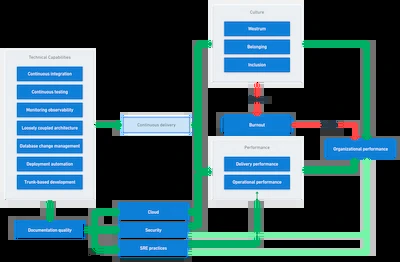 Culture
Westrum
Belonging
Inclusion
Technical Capabilities
Continuous integration
Continuous testing
Monitoring observability
Loosely coupled architecture
Database change management
Deployment automation
Trunk-based development
Continuous delivery
Burnout
Organizational performance
Performance
Delivery performance
Operational performance
Documentation quality
Cloud
Security
SRE practices